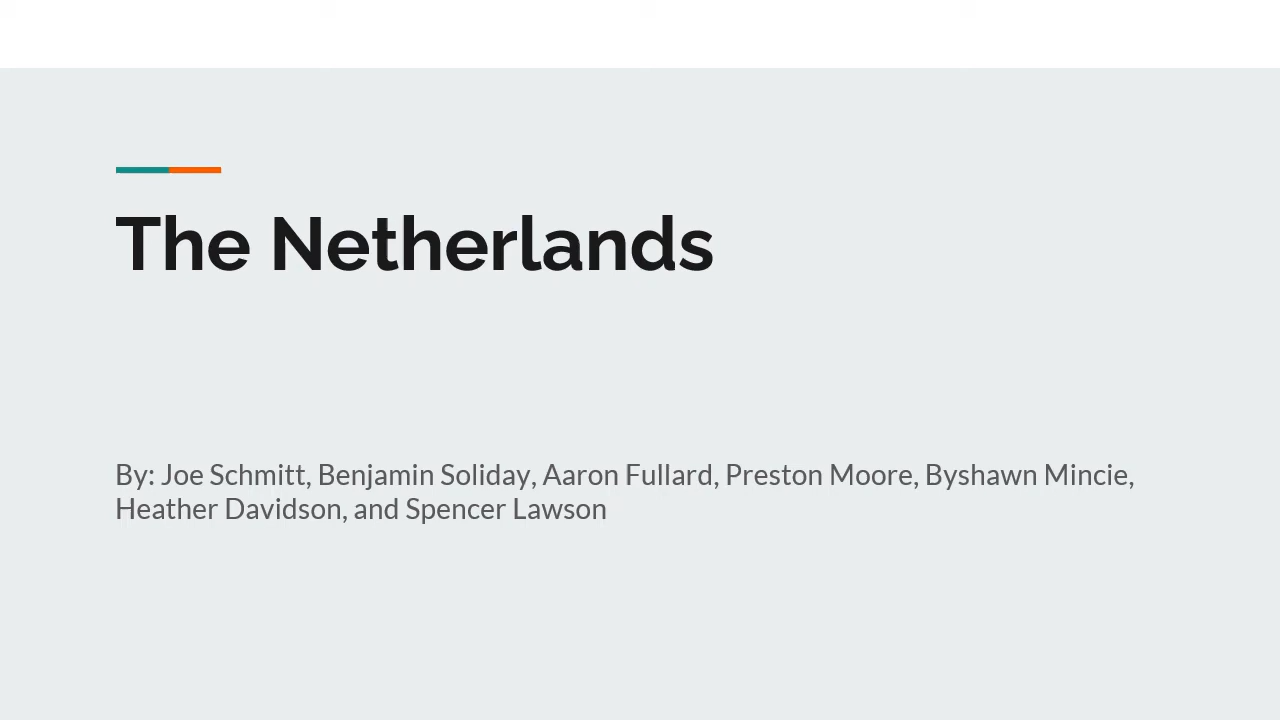 The Netherlands
By: Joe Schmitt, Benjamin Soliday, Aaron Fullard, Preston Moore, Byshawn Mincie,
Heather Davidson, and Spencer Lawson